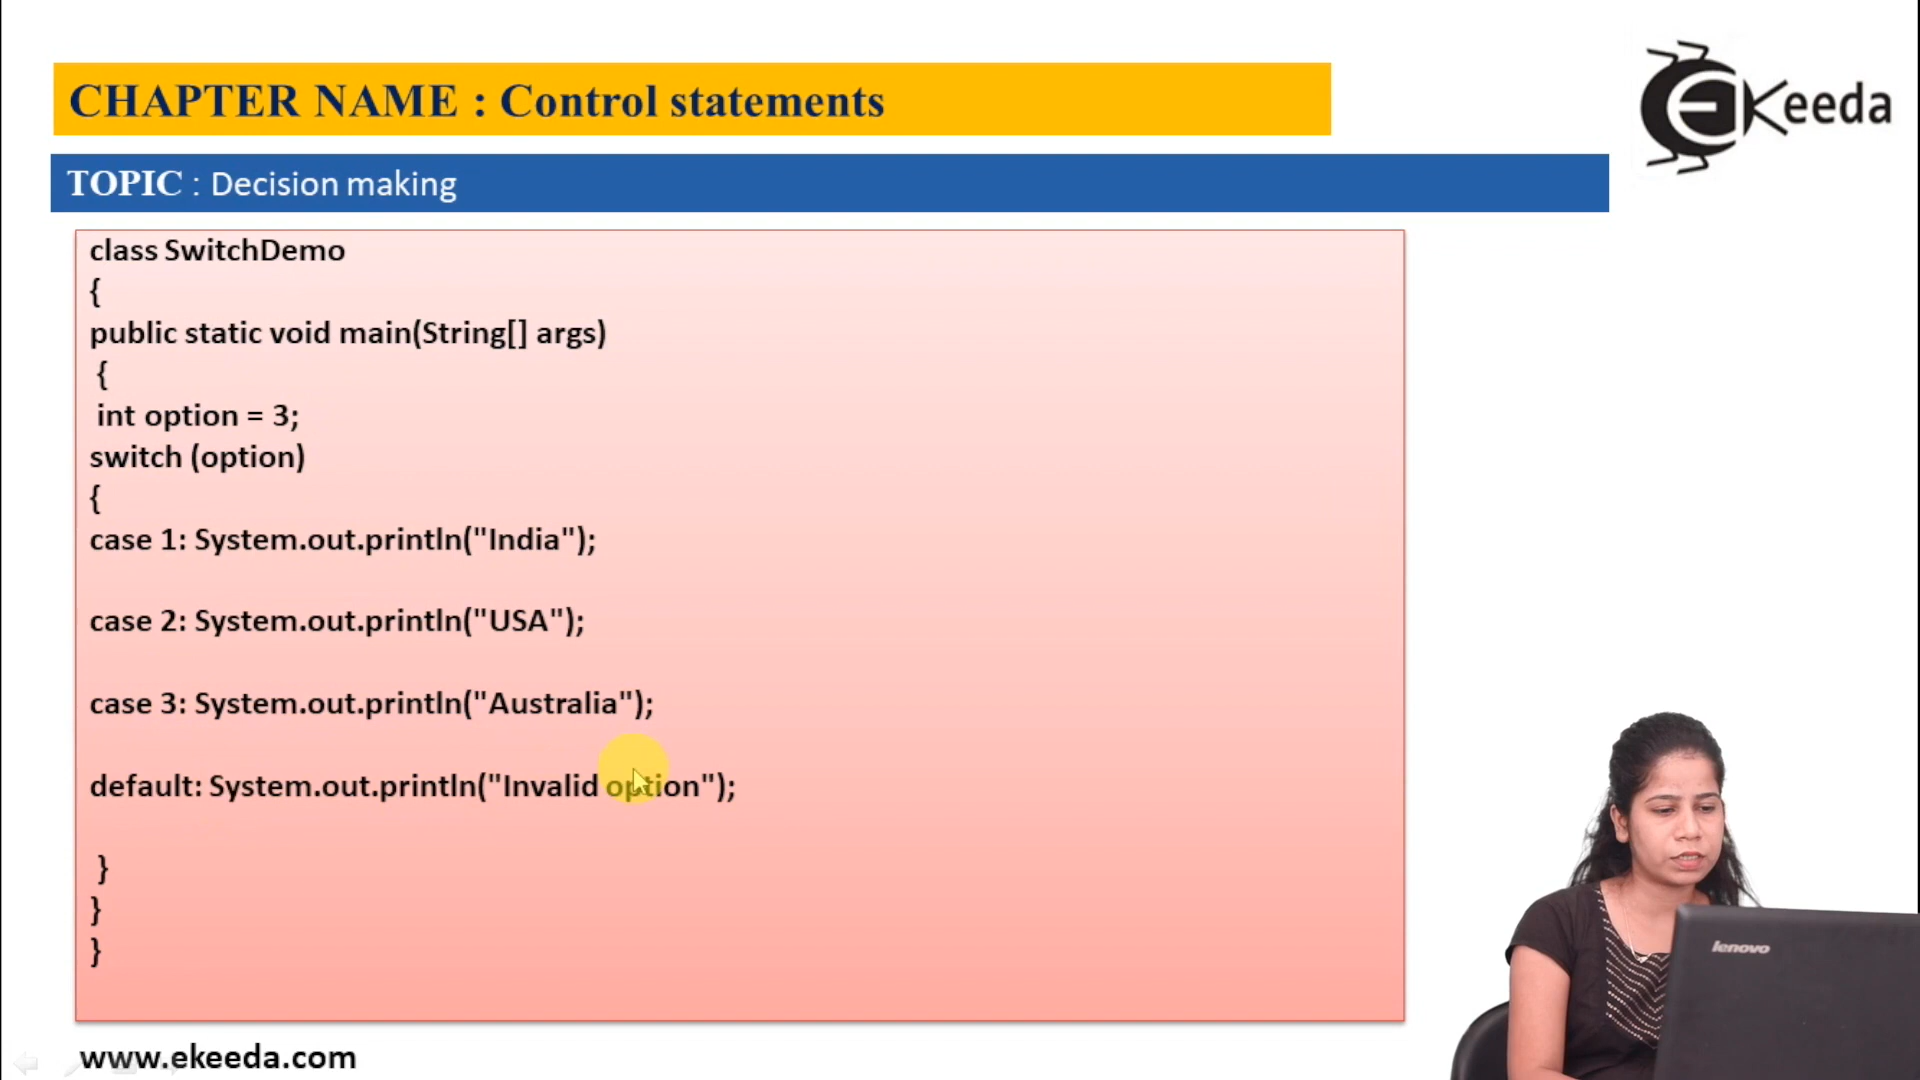 CHAPTER NAME : Control statements
EKeeda
TOPIC : Decision making
class SwitchDemo
{
public static void main(String[] args)
{
int option = 3;
switch (option)
{
case 1: System.out.println("India");
case 2: System.out.println("USA");
case 3: System.out.println("Australia");
default: System.out.println("Invalid option");
}
}
}
lenovo
www.ekeeda.com